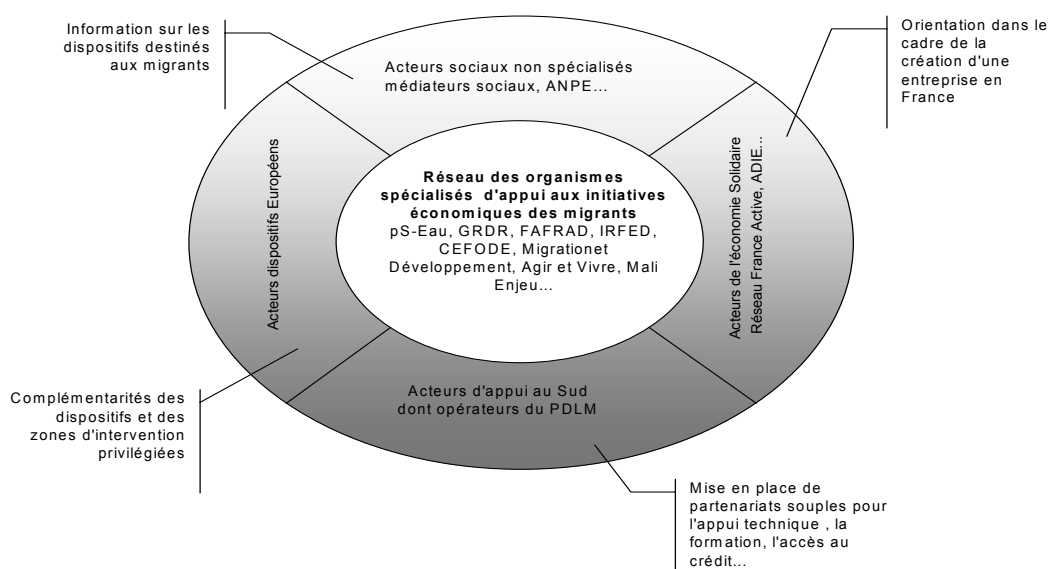 Information sur les
dispositifs destinés
aux migrants
Acteurs sociaux non spécialisés
médiateurs sociaux, ANPE...
Orientation dans le
cadre de la
création d'une
entreprise en
France
Acteurs dispositifs Européens
Réseau des organismes
spécialisés d'appui aux initiatives
économiques des migrants
pS-Eau, GRDR, FAFRAD, IRFED,
CEFODE, Migrationet
Développement, Agir et Vivre, Mali
Enjeu...
Acteurs de l'économie Solidaire
Réseau France Active, ADIE...
Complémentarités des
dispositifs et des
zones d'intervention
privilégiées
Acteurs d'appui au Sud
dont opérateurs du PDLM
Mise en place de
partenariats souples pour
l'appui technique , la
formation, l'accès au
crédit...